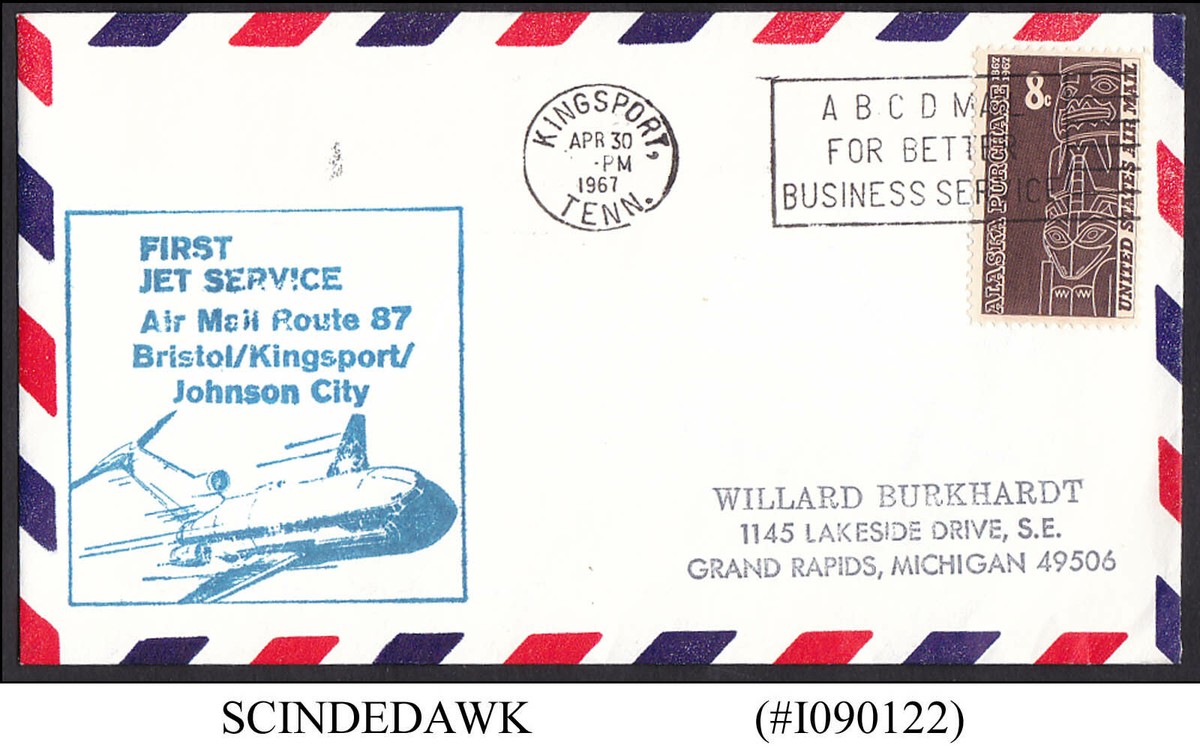 KINGSPORT,
APR 30
-PM
1967
TENN.
A B C D MAIL
FOR BETTER
BUSINESS SERVICE
ALASKA PURCHASE 1867 1967
8c
UNITED STATES AIR MAIL
FIRST
JET SERVICE
Air Mail Route 87
Bristol/Kingsport/
Johnson City
WILLARD BURKHARDT
1145 LAKESIDE DRIVE, S.E.
GRAND RAPIDS, MICHIGAN 49506
SCINDEDAWK (#I090122)